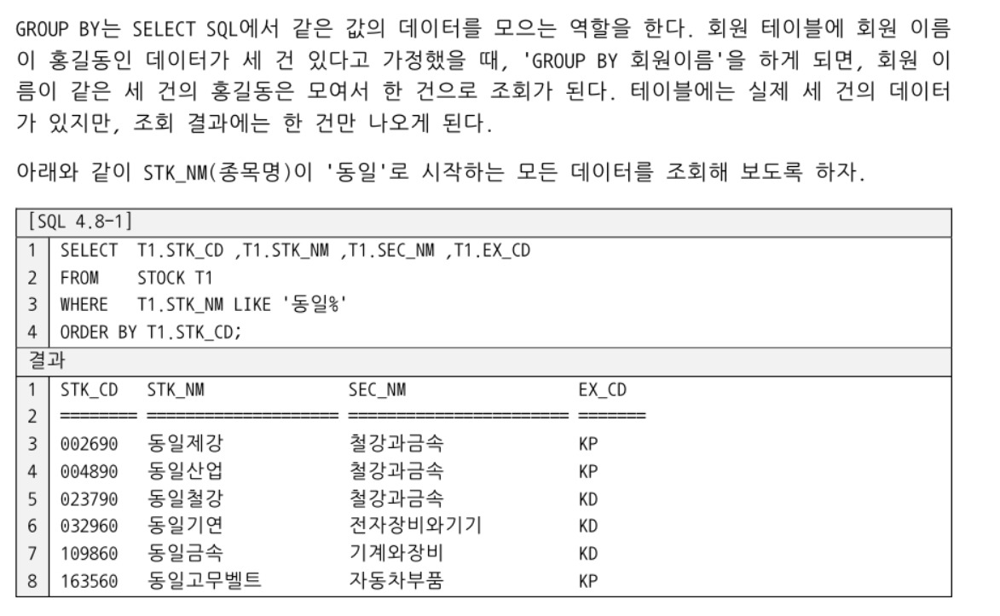 GROUP BY는 SELECT SQL에서 같은 값의 데이터를 모으는 역할을 한다. 회원 테이블에 회원 이름
이 홍길동인 데이터가 세 건 있다고 가정했을 때, 'GROUP BY 회원이름'을 하게 되면, 회원 이
름이 같은 세 건의 홍길동은 모여서 한 건으로 조회가 된다. 테이블에는 실제 세 건의 데이터
가 있지만, 조회 결과에는 한 건만 나오게 된다.
아래와 같이 STK_NM(종목명)이 '동일'로 시작하는 모든 데이터를 조회해 보도록 하자.
[SQL 4.8-1]
1 SELECT T1.STK_CD ,T1.STK_NM ,T1.SEC_NM ,T1.EX_CD
2 FROM STOCK T1
3 WHERE T1.STK_NM LIKE '동일%'
4 ORDER BY T1.STK_CD;
결과
1 STK_CD STK_NM SEC_NM EX_CD
2 ======== ==================== ======================= =======
3 002690 동일제강 철강과금속 KP
4 004890 동일산업 철강과금속 KP
5 023790 동일철강 철강과금속 KD
6 032960 동일기연 전자장비와기기 KD
7 109860 동일금속 기계와장비 KD
8 163560 동일고무벨트 자동차부품 KP